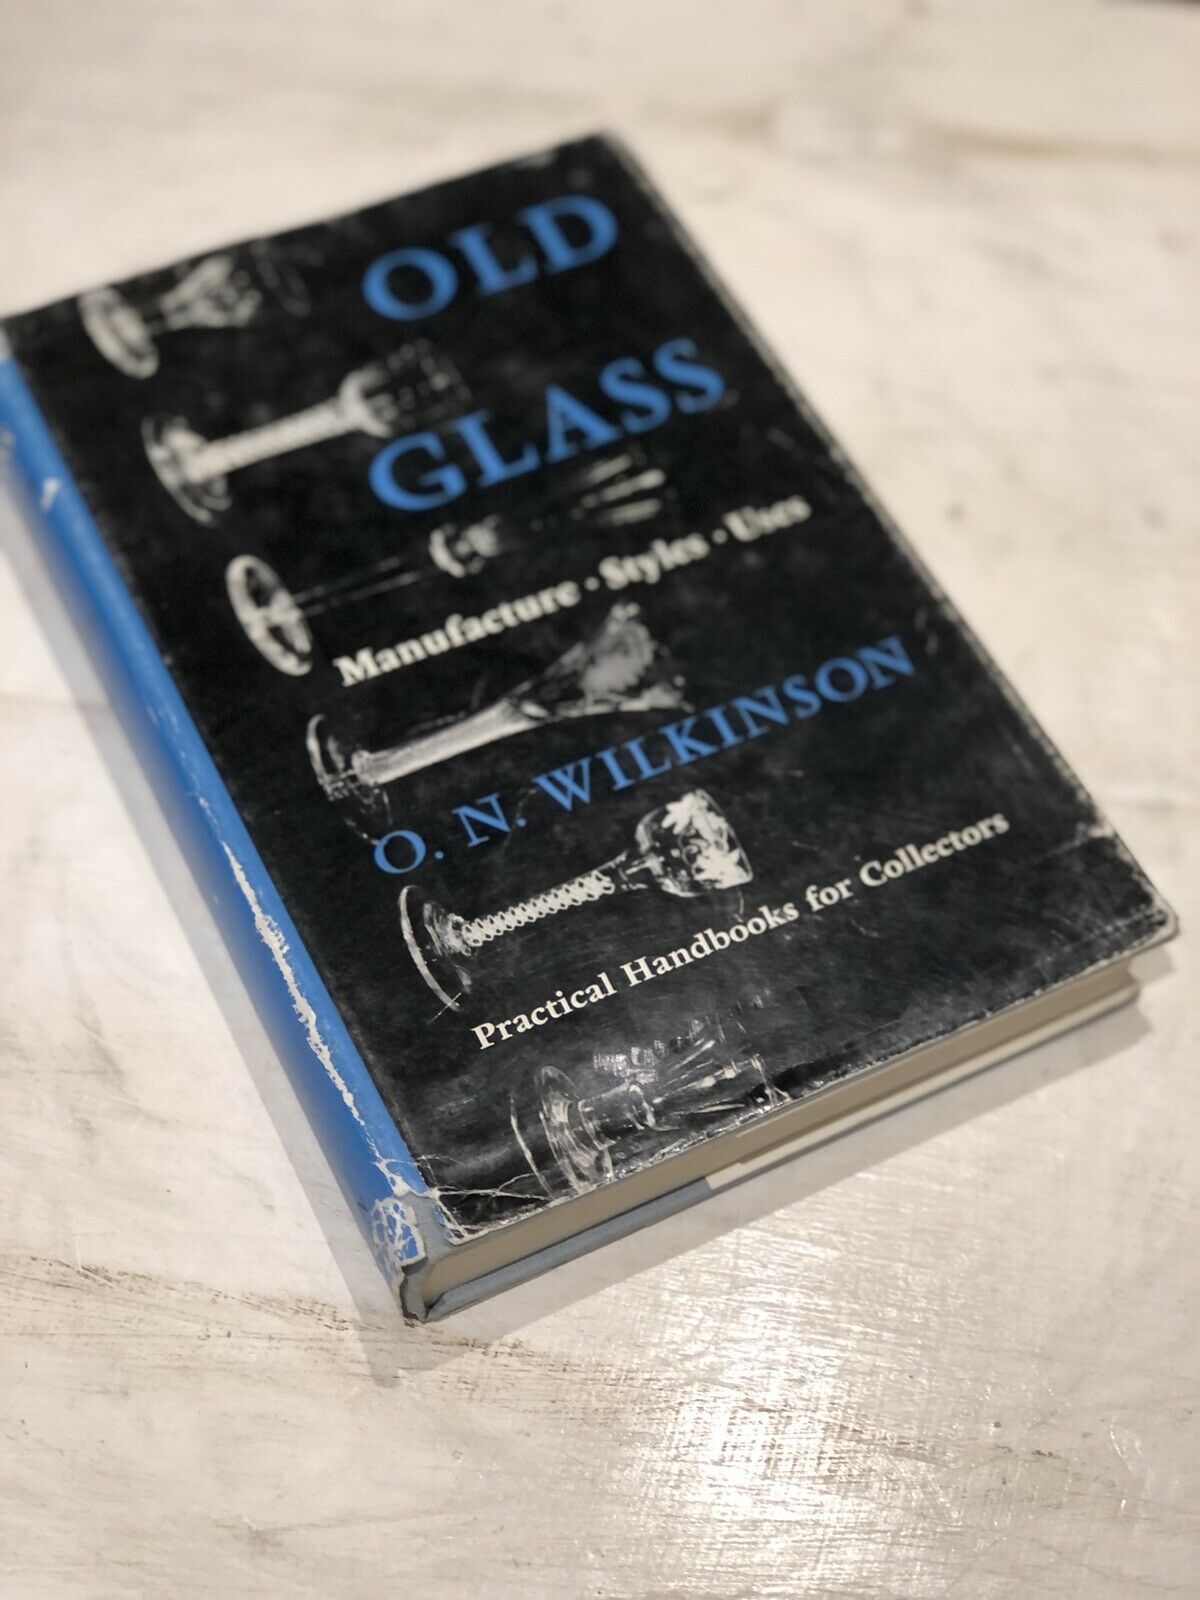 OLD
GLASS
Manufacture · Styles · Uses
O. N. WILKINSON
Practical Handbooks for Collectors